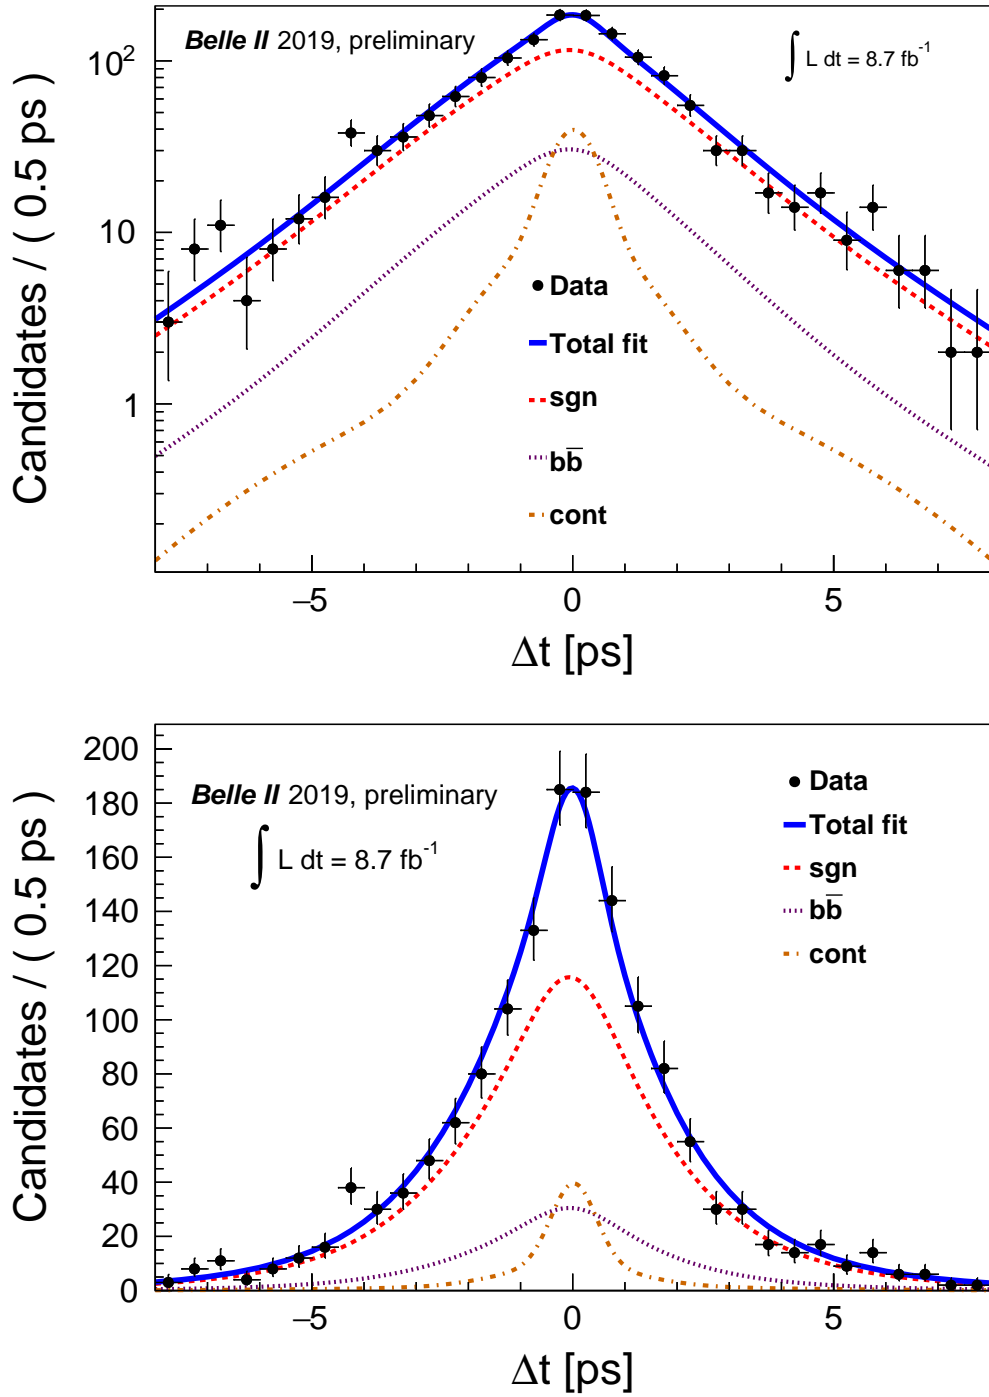 Belle II 2019, preliminary
∫ L dt = 8.7 fb⁻¹
Candidates / ( 0.5 ps )
10²
10
1
Data
Total fit
sgn
bb̅
cont
−5 0 5
Δt [ps]
Belle II 2019, preliminary
∫ L dt = 8.7 fb⁻¹
Candidates / ( 0.5 ps )
200
180
160
140
120
100
80
60
40
20
0
Data
Total fit
sgn
bb̅
cont
−5 0 5
Δt [ps]